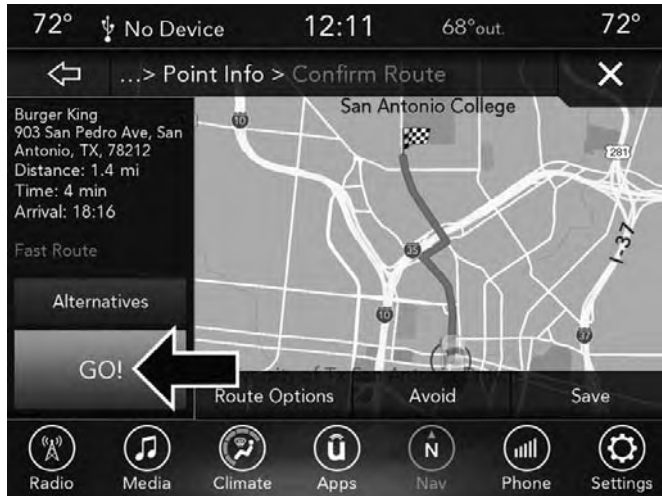 72° No Device 12:11 68°out. 72°
...> Point Info > Confirm Route X
Burger King
903 San Pedro Ave, San
Antonio, TX, 78212
Distance: 1.4 mi
Time: 4 min
Arrival: 18:16
Fast Route
Alternatives
GO!
San Antonio College
10
281
I-37
35
10
37
Route Options Avoid Save
Radio Media Climate Apps Nav Phone Settings